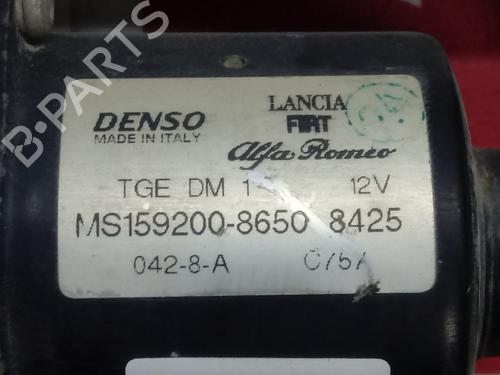 B-PARTS
DENSO
MADE IN ITALY
LANCIA
FIAT
Alfa Romeo
24
TGE DM 1 12V
MS159200-8650 8425
042-8-A C757